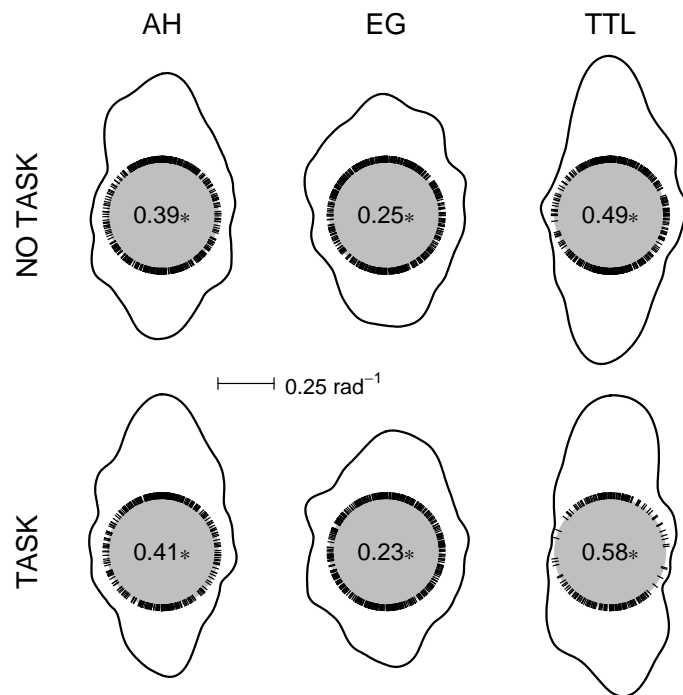 AH EG TTL
NO TASK
0.39* 0.25* 0.49*
0.25 rad⁻¹
TASK
0.41* 0.23* 0.58*